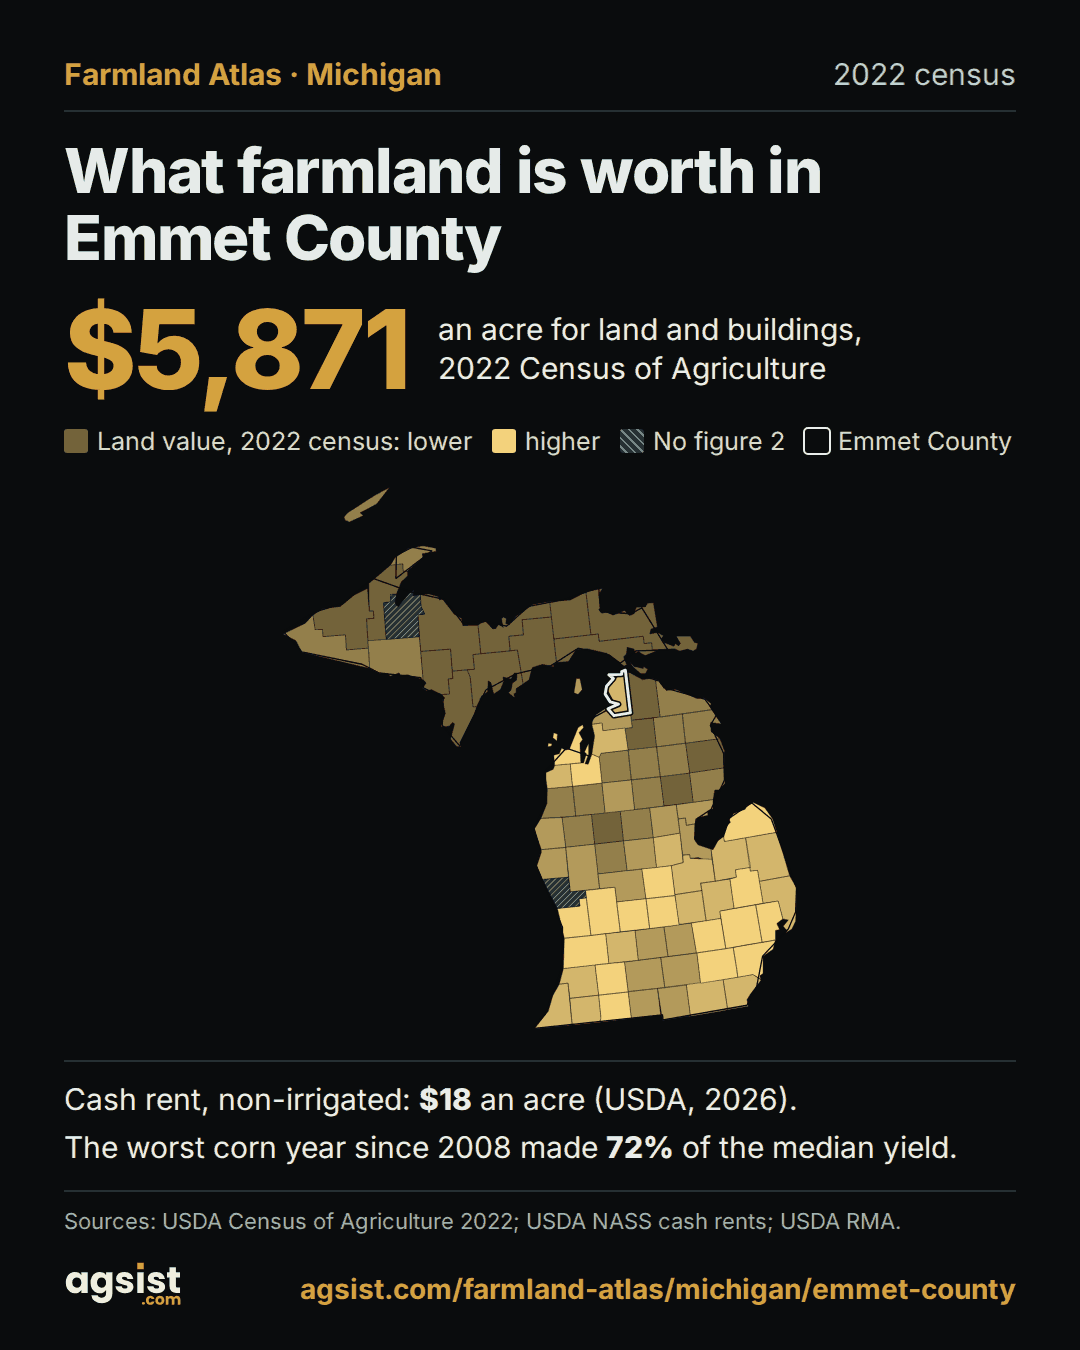 Farmland Atlas · Michigan
2022 census
What farmland is worth in
Emmet County
$5,871
an acre for land and buildings,
2022 Census of Agriculture
Land value, 2022 census: lower
higher
No figure 2
Emmet County
Cash rent, non-irrigated: $18 an acre (USDA, 2026).
The worst corn year since 2008 made 72% of the median yield.
Sources: USDA Census of Agriculture 2022; USDA NASS cash rents; USDA RMA.
agsist
.com
agsist.com/farmland-atlas/michigan/emmet-county